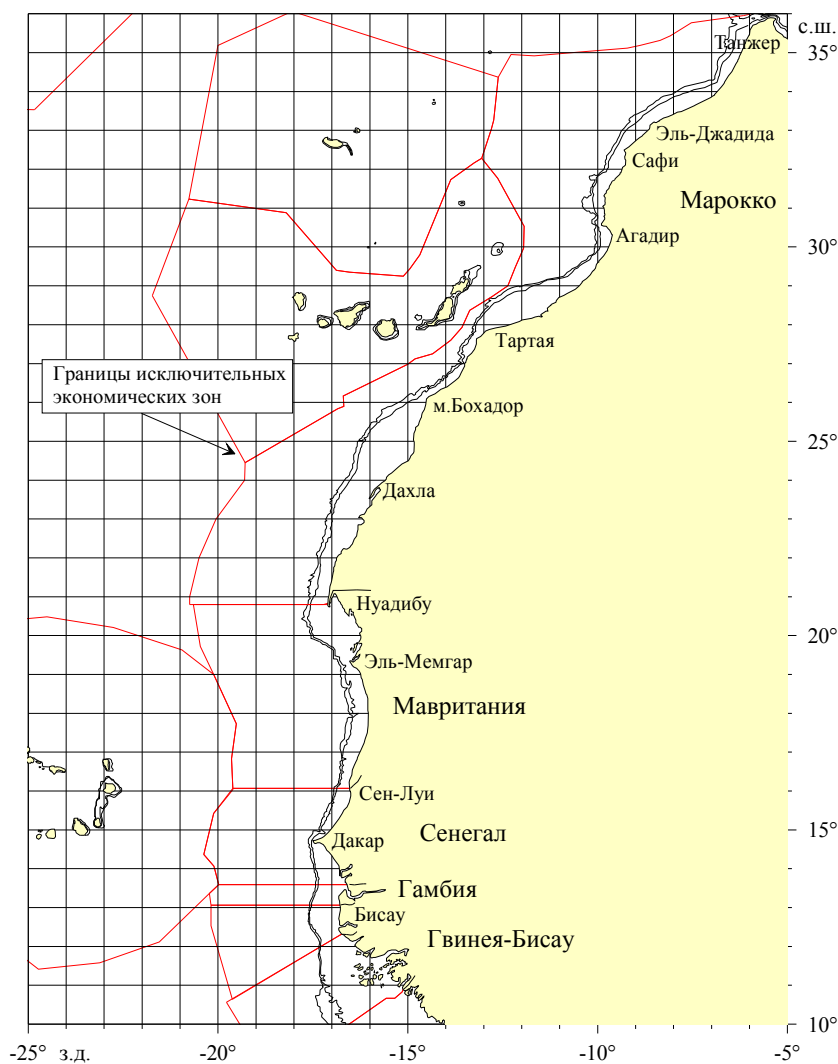 с.ш.
35°
Танжер
Эль-Джадида
Сафи
Марокко
Агадир
30°
Тартая
Границы исключительных
экономических зон
м.Бохадор
25°
Дахла
Нуадибу
20°
Эль-Мемгар
Мавритания
Сен-Луи
Сенегал
15°
Дакар
Гамбия
Бисау
Гвинея-Бисау
10°
-25° з.д. -20° -15° -10° -5°